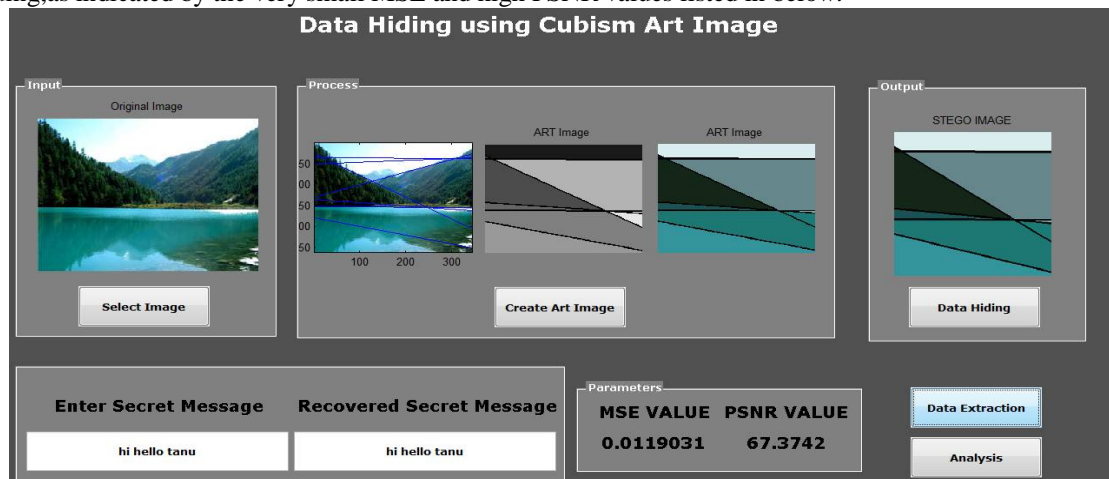 ting,as indicated by the very small MSE and high PSNR values listed in below.
Data Hiding using Cubism Art Image
Input
Original Image
Select Image
Process
50
00
50
00
50
100 200 300
ART Image
ART Image
Create Art Image
Output
STEGO IMAGE
Data Hiding
Enter Secret Message
hi hello tanu
Recovered Secret Message
hi hello tanu
Parameters
MSE VALUE PSNR VALUE
0.0119031 67.3742
Data Extraction
Analysis